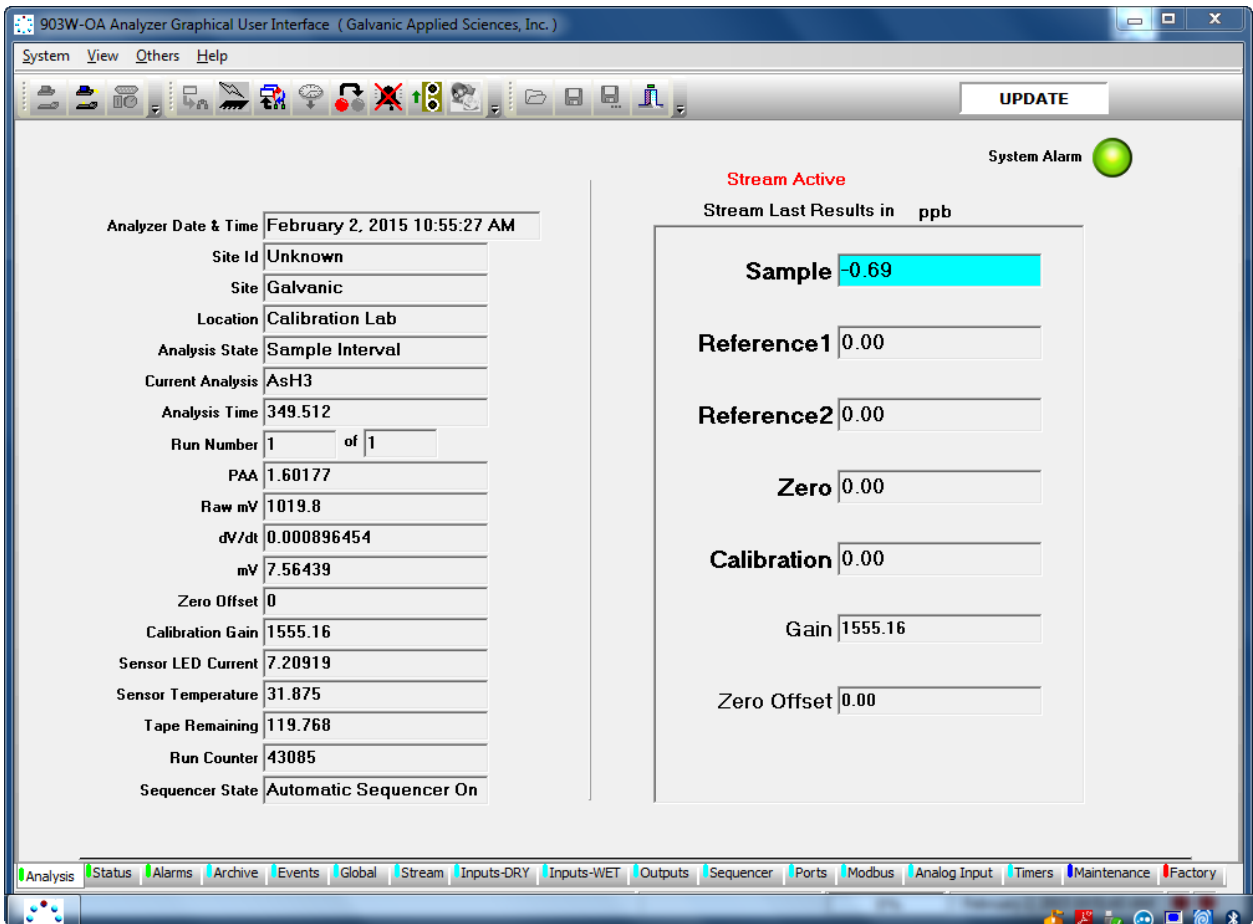 903W-OA Analyzer Graphical User Interface ( Galvanic Applied Sciences, Inc. )
System View Others Help
UPDATE
System Alarm
Stream Active
Stream Last Results in ppb
Analyzer Date & Time February 2, 2015 10:55:27 AM
Site Id Unknown
Site Galvanic
Location Calibration Lab
Analysis State Sample Interval
Current Analysis AsH3
Analysis Time 349.512
Run Number 1 of 1
PAA 1.60177
Raw mV 1019.8
dV/dt 0.000896454
mV 7.56439
Zero Offset 0
Calibration Gain 1555.16
Sensor LED Current 7.20919
Sensor Temperature 31.875
Tape Remaining 119.768
Run Counter 43085
Sequencer State Automatic Sequencer On
Sample -0.69
Reference1 0.00
Reference2 0.00
Zero 0.00
Calibration 0.00
Gain 1555.16
Zero Offset 0.00
Analysis Status Alarms Archive Events Global Stream Inputs-DRY Inputs-WET Outputs Sequencer Ports Modbus Analog Input Timers Maintenance Factory